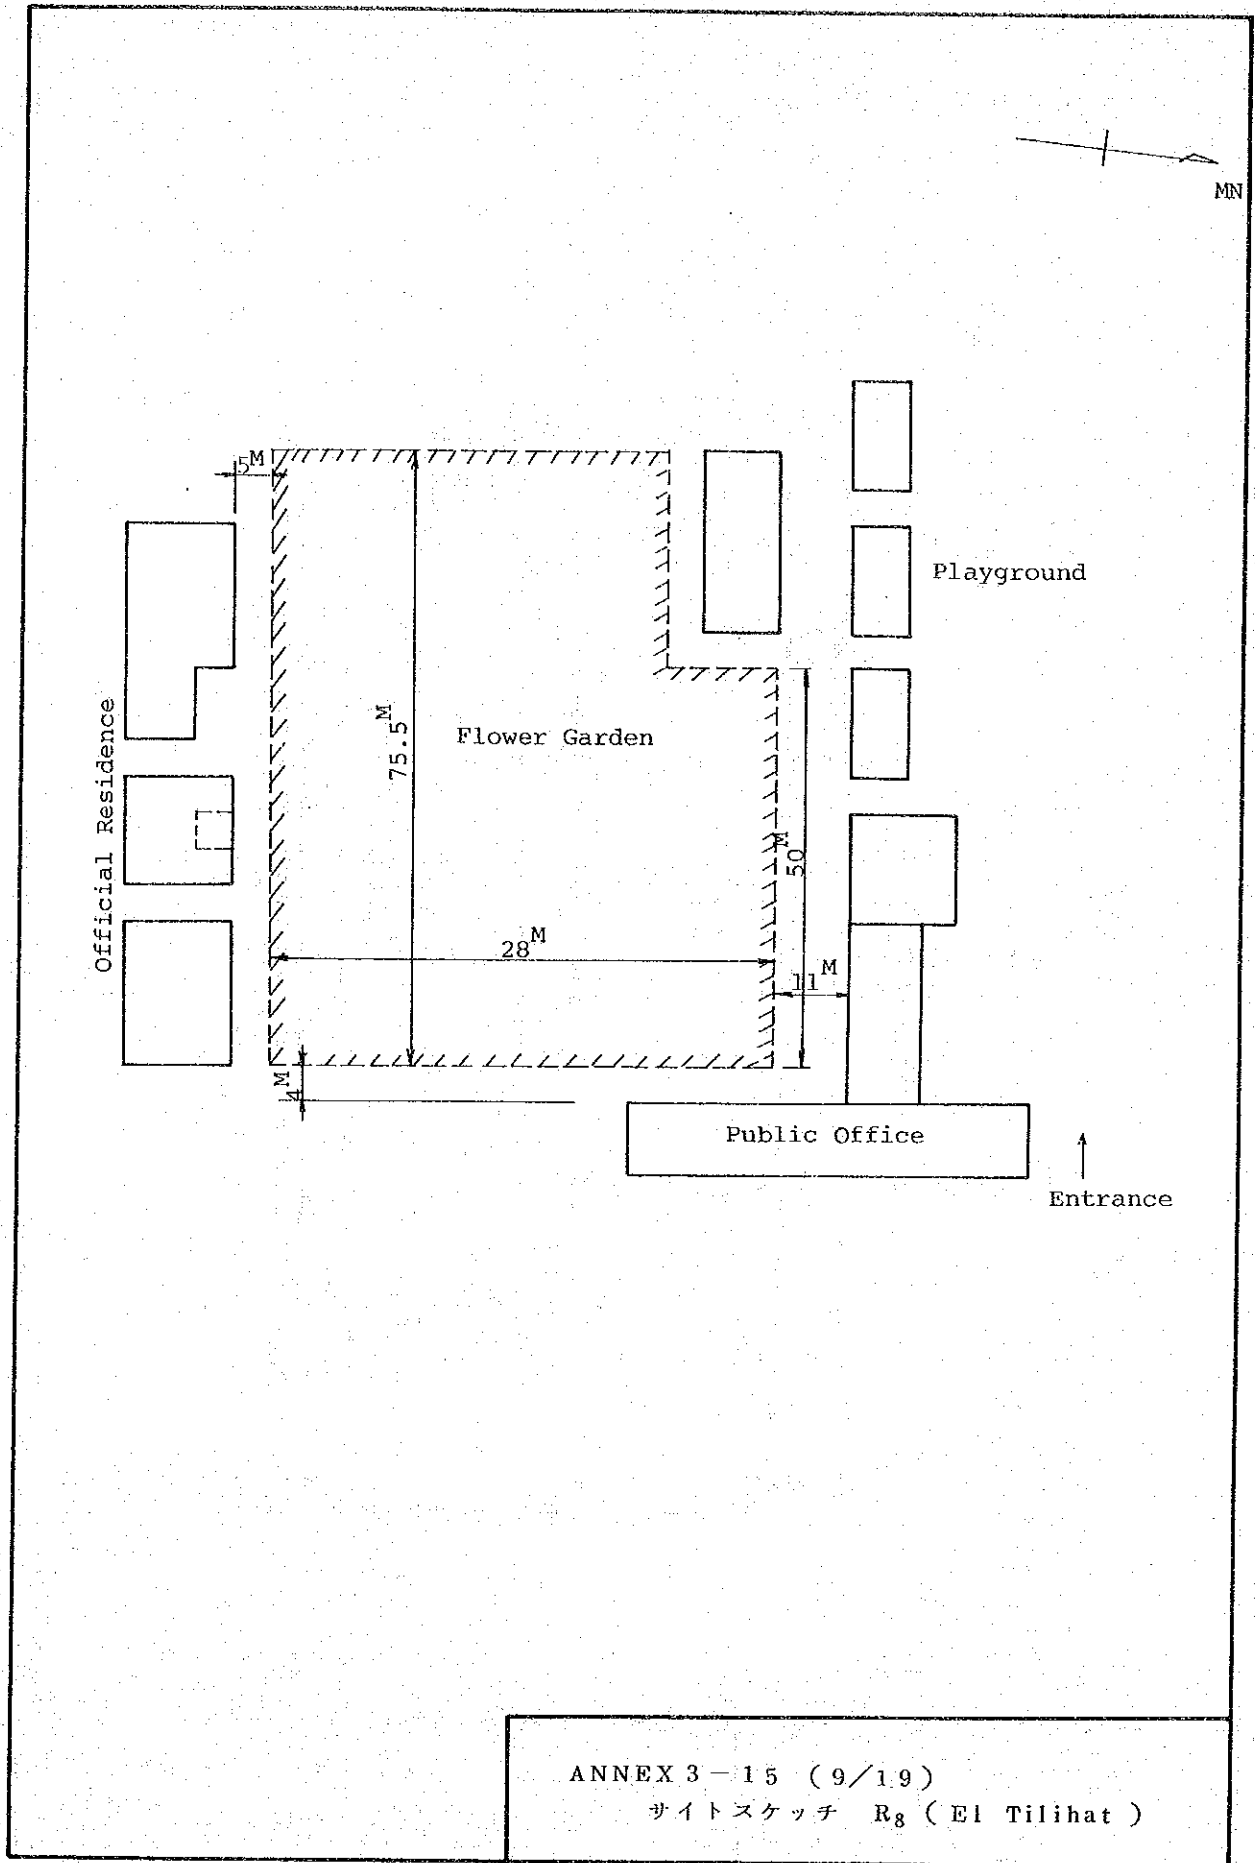 MN
5M
Playground
75.5M
Flower Garden
Official Residence
50M
28M
11M
4M
Public Office
Entrance
ANNEX 3-15 (9/19)
サイトスケッチ R8 (El Tilihat)